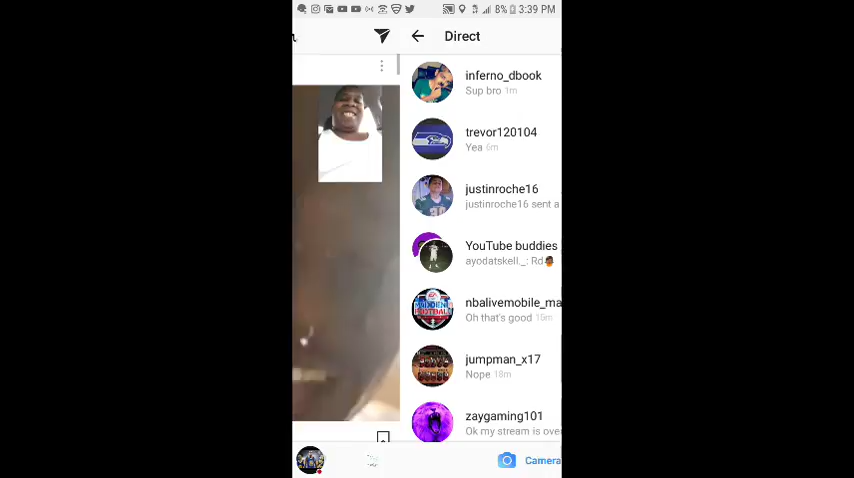 8% 3:39 PM
Direct
inferno_dbook
Sup bro 1m
trevor120104
Yea 6m
justinroche16
justinroche16 sent a
YouTube buddies
ayodatskell_: Rd
nbalivemobile_ma
Oh that's good 15m
jumpman_x17
Nope 18m
zaygaming101
Ok my stream is over
Camera